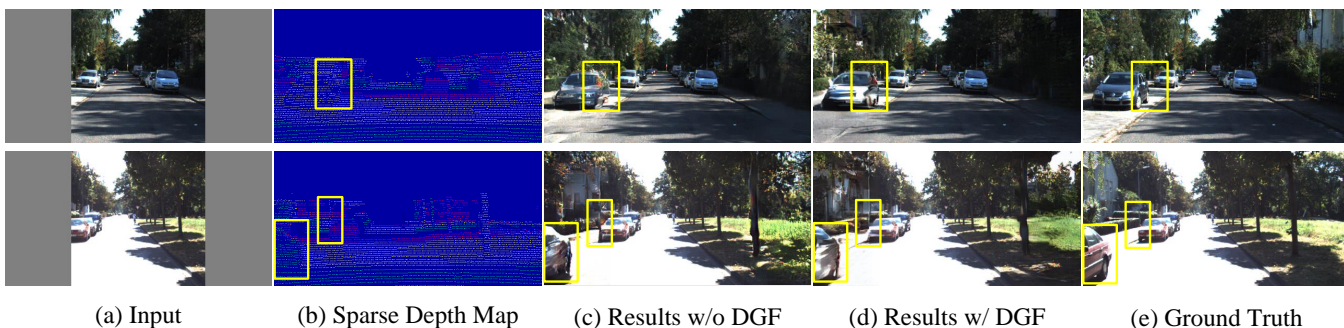 (a) Input
(b) Sparse Depth Map
(c) Results w/o DGF
(d) Results w/ DGF
(e) Ground Truth